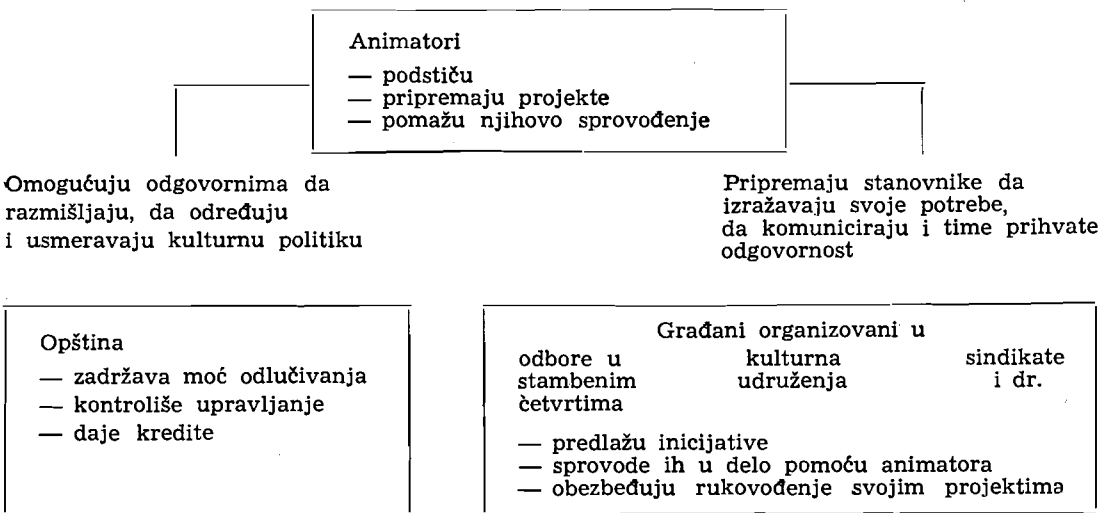 Animatori
— podstiču
— pripremaju projekte
— pomažu njihovo sprovođenje
Omogućuju odgovornima da
razmišljaju, da određuju
i usmeravaju kulturnu politiku
Pripremaju stanovnike da
izražavaju svoje potrebe,
da komuniciraju i time prihvate
odgovornost
Opština
— zadržava moć odlučivanja
— kontroliše upravljanje
— daje kredite
Građani organizovani u
odbore u
stambenim
četvrtima
kulturna
udruženja
sindikate
i dr.
— predlažu inicijative
— sprovode ih u delo pomoću animatora
— obezbeđuju rukovođenje svojim projektima